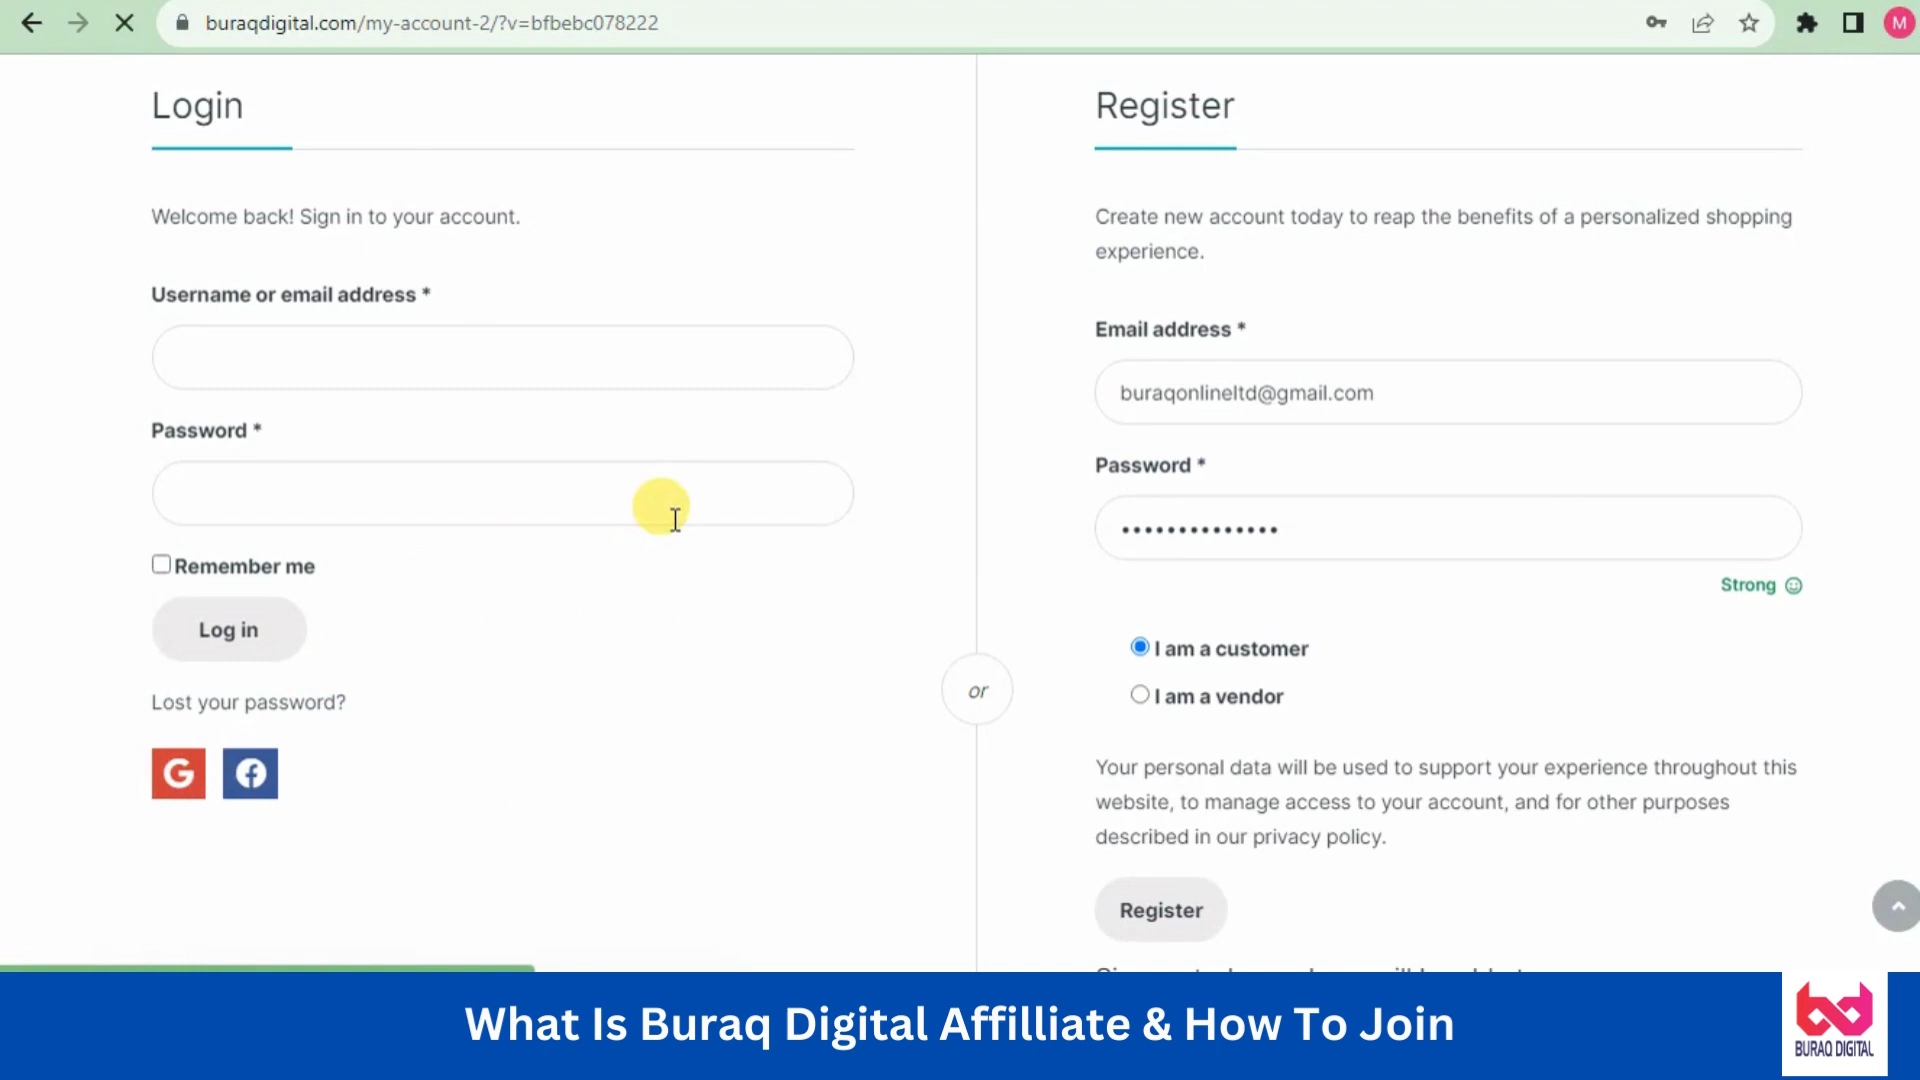 buraqdigital.com/my-account-2/?v=bfbebc078222
M
Login
Welcome back! Sign in to your account.
Username or email address *
Password *
Remember me
Log in
Lost your password?
G
or
Register
Create new account today to reap the benefits of a personalized shopping
experience.
Email address *
buraqonlineltd@gmail.com
Password *
••••••••••••••
Strong
I am a customer
I am a vendor
Your personal data will be used to support your experience throughout this
website, to manage access to your account, and for other purposes
described in our privacy policy.
Register
What Is Buraq Digital Affilliate & How To Join
BURAQ DIGITAL